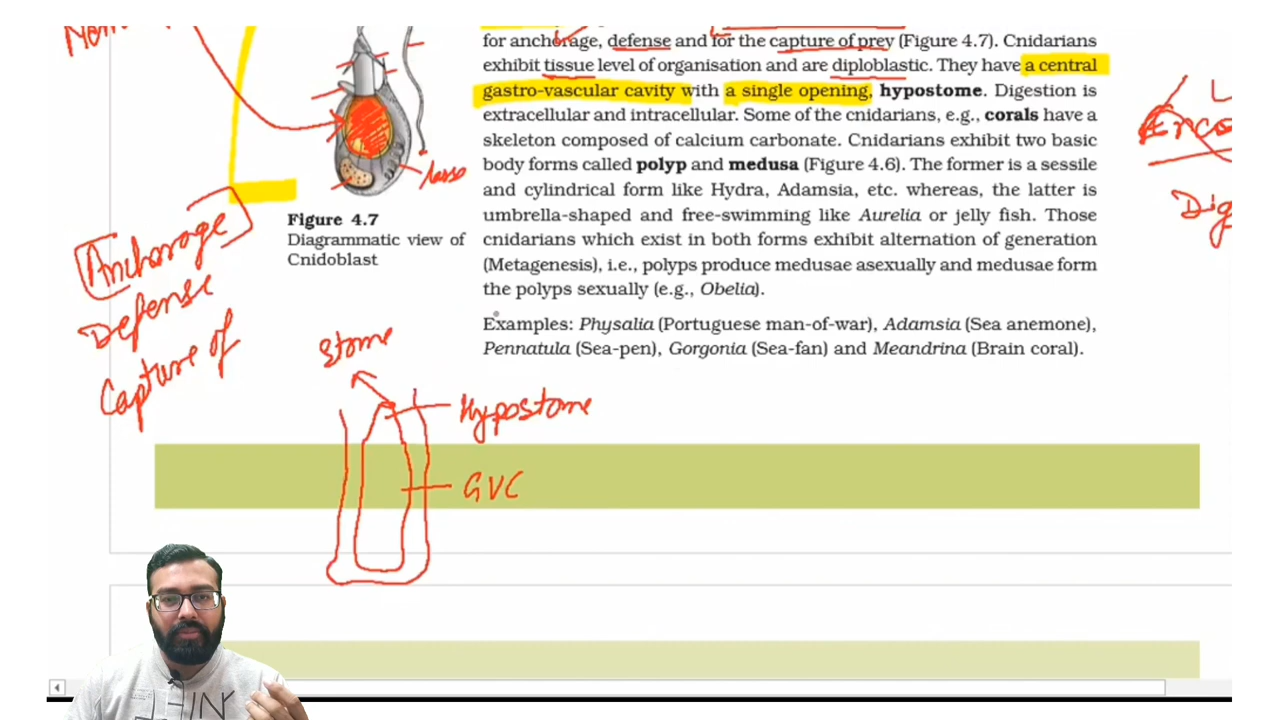 for anchorage, defense and for the capture of prey (Figure 4.7). Cnidarians
exhibit tissue level of organisation and are diploblastic. They have a central
gastro-vascular cavity with a single opening, hypostome. Digestion is
extracellular and intracellular. Some of the cnidarians, e.g., corals have a
skeleton composed of calcium carbonate. Cnidarians exhibit two basic
body forms called polyp and medusa (Figure 4.6). The former is a sessile
and cylindrical form like Hydra, Adamsia, etc. whereas, the latter is
umbrella-shaped and free-swimming like Aurelia or jelly fish. Those
cnidarians which exist in both forms exhibit alternation of generation
(Metagenesis), i.e., polyps produce medusae asexually and medusae form
the polyps sexually (e.g., Obelia).
Examples: Physalia (Portuguese man-of-war), Adamsia (Sea anemone),
Pennatula (Sea-pen), Gorgonia (Sea-fan) and Meandrina (Brain coral).
lasso
Figure 4.7
Diagrammatic view of
Cnidoblast
Anchorage
Defense
Capture of
Stome
Hypostome
GVC
Dig
THIN